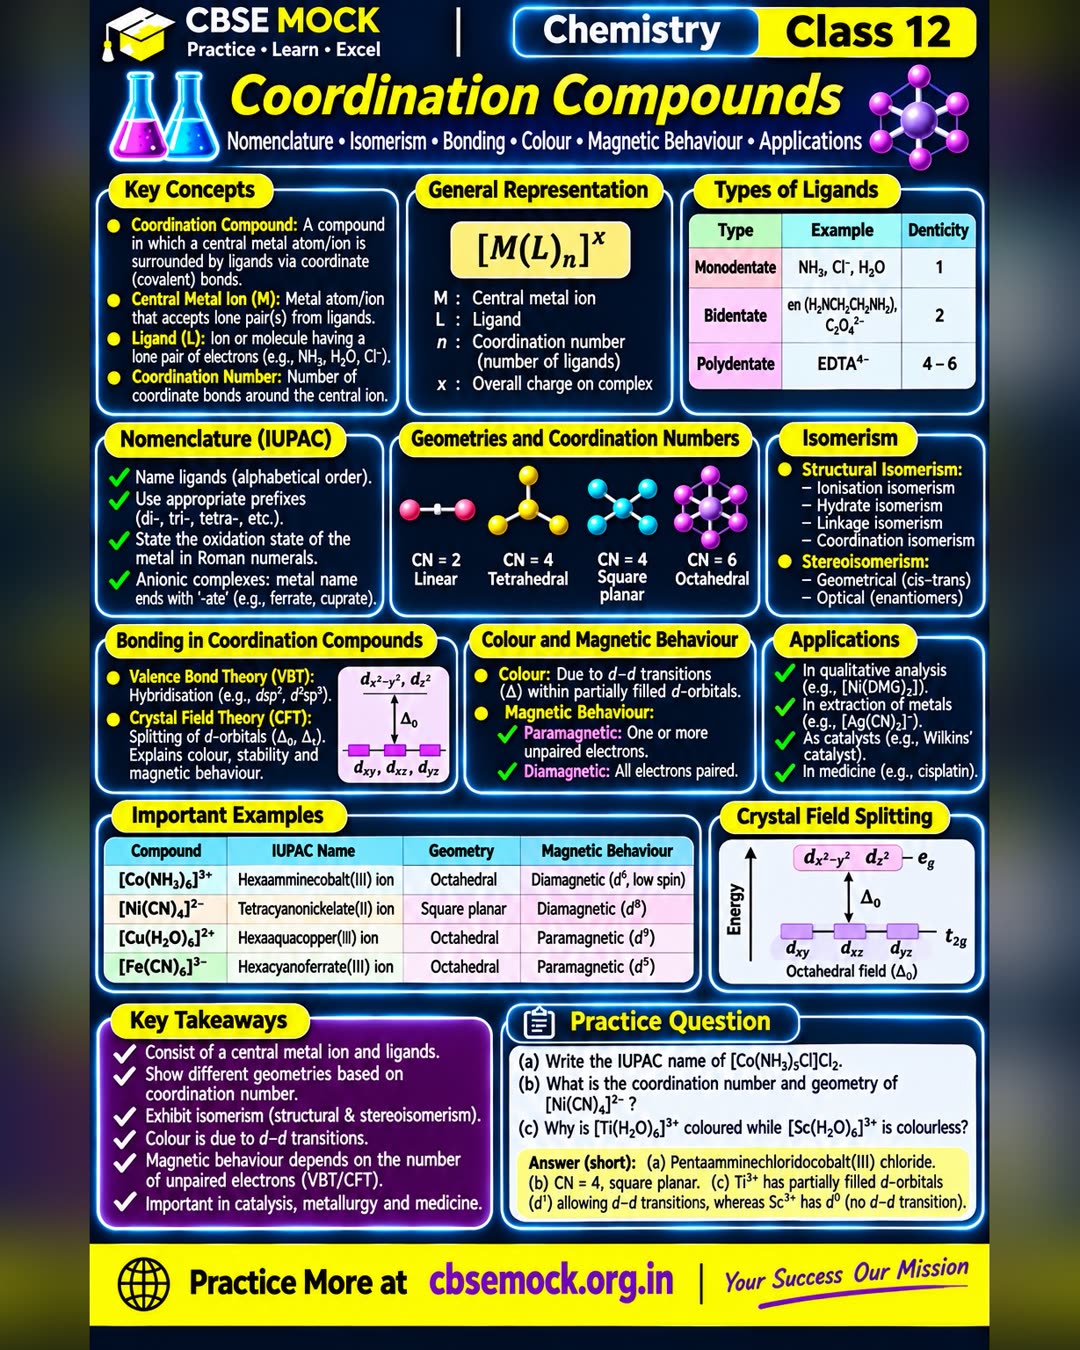 CBSE MOCK
Practice • Learn • Excel
Chemistry
Class 12
Coordination Compounds
Nomenclature • Isomerism • Bonding • Colour • Magnetic Behaviour • Applications
Key Concepts
Coordination Compound: A compound
in which a central metal atom/ion is
surrounded by ligands via coordinate
(covalent) bonds.
Central Metal Ion (M): Metal atom/ion
that accepts lone pair(s) from ligands.
Ligand (L): Ion or molecule having a
lone pair of electrons (e.g., NH₃, H₂O, Cl⁻).
Coordination Number: Number of
coordinate bonds around the central ion.
General Representation
[M(L)ₙ]ˣ
M : Central metal ion
L : Ligand
n : Coordination number
(number of ligands)
x : Overall charge on complex
Types of Ligands
Type Example Denticity
Monodentate NH₃, Cl⁻, H₂O 1
Bidentate en (H₂NCH₂CH₂NH₂), C₂O₄²⁻ 2
Polydentate EDTA⁴⁻ 4 – 6
Nomenclature (IUPAC)
Name ligands (alphabetical order).
Use appropriate prefixes
(di-, tri-, tetra-, etc.).
State the oxidation state of the
metal in Roman numerals.
Anionic complexes: metal name
ends with '-ate' (e.g., ferrate, cuprate).
Geometries and Coordination Numbers
CN = 2
Linear
CN = 4
Tetrahedral
CN = 4
Square
planar
CN = 6
Octahedral
Isomerism
Structural Isomerism:
– Ionisation isomerism
– Hydrate isomerism
– Linkage isomerism
– Coordination isomerism
Stereoisomerism:
– Geometrical (cis-trans)
– Optical (enantiomers)
Bonding in Coordination Compounds
Valence Bond Theory (VBT):
Hybridisation (e.g., dsp², d²sp³).
Crystal Field Theory (CFT):
Splitting of d-orbitals (Δ₀, Δₜ).
Explains colour, stability and
magnetic behaviour.
dx²–y², dz²
Δ₀
dxy, dxz, dyz
Colour and Magnetic Behaviour
Colour: Due to d–d transitions
(Δ) within partially filled d-orbitals.
Magnetic Behaviour:
Paramagnetic: One or more
unpaired electrons.
Diamagnetic: All electrons paired.
Applications
In qualitative analysis
(e.g., [Ni(DMG)₂]).
In extraction of metals
(e.g., [Ag(CN)₂]⁻).
As catalysts (e.g., Wilkins'
catalyst).
In medicine (e.g., cisplatin).
Important Examples
Compound IUPAC Name Geometry Magnetic Behaviour
[Co(NH₃)₆]³⁺ Hexaamminecobalt(III) ion Octahedral Diamagnetic (d⁶, low spin)
[Ni(CN)₄]²⁻ Tetracyanonickelate(II) ion Square planar Diamagnetic (d⁸)
[Cu(H₂O)₆]²⁺ Hexaaquacopper(III) ion Octahedral Paramagnetic (d⁹)
[Fe(CN)₆]³⁻ Hexacyanoferrate(III) ion Octahedral Paramagnetic (d⁵)
Crystal Field Splitting
Energy
dx²–y² dz² – eg
Δ₀
t2g
dxy dxz dyz
Octahedral field (Δ₀)
Key Takeaways
Consist of a central metal ion and ligands.
Show different geometries based on
coordination number.
Exhibit isomerism (structural & stereoisomerism).
Colour is due to d–d transitions.
Magnetic behaviour depends on the number
of unpaired electrons (VBT/CFT).
Important in catalysis, metallurgy and medicine.
Practice Question
(a) Write the IUPAC name of [Co(NH₃)₅Cl]Cl₂.
(b) What is the coordination number and geometry of
[Ni(CN)₄]²⁻ ?
(c) Why is [Ti(H₂O)₆]³⁺ coloured while [Sc(H₂O)₆]³⁺ is colourless?
Answer (short): (a) Pentaamminechloridocobalt(III) chloride.
(b) CN = 4, square planar. (c) Ti³⁺ has partially filled d-orbitals
(d¹) allowing d–d transitions, whereas Sc³⁺ has d⁰ (no d–d transition).
Practice More at cbsemock.org.in
Your Success Our Mission